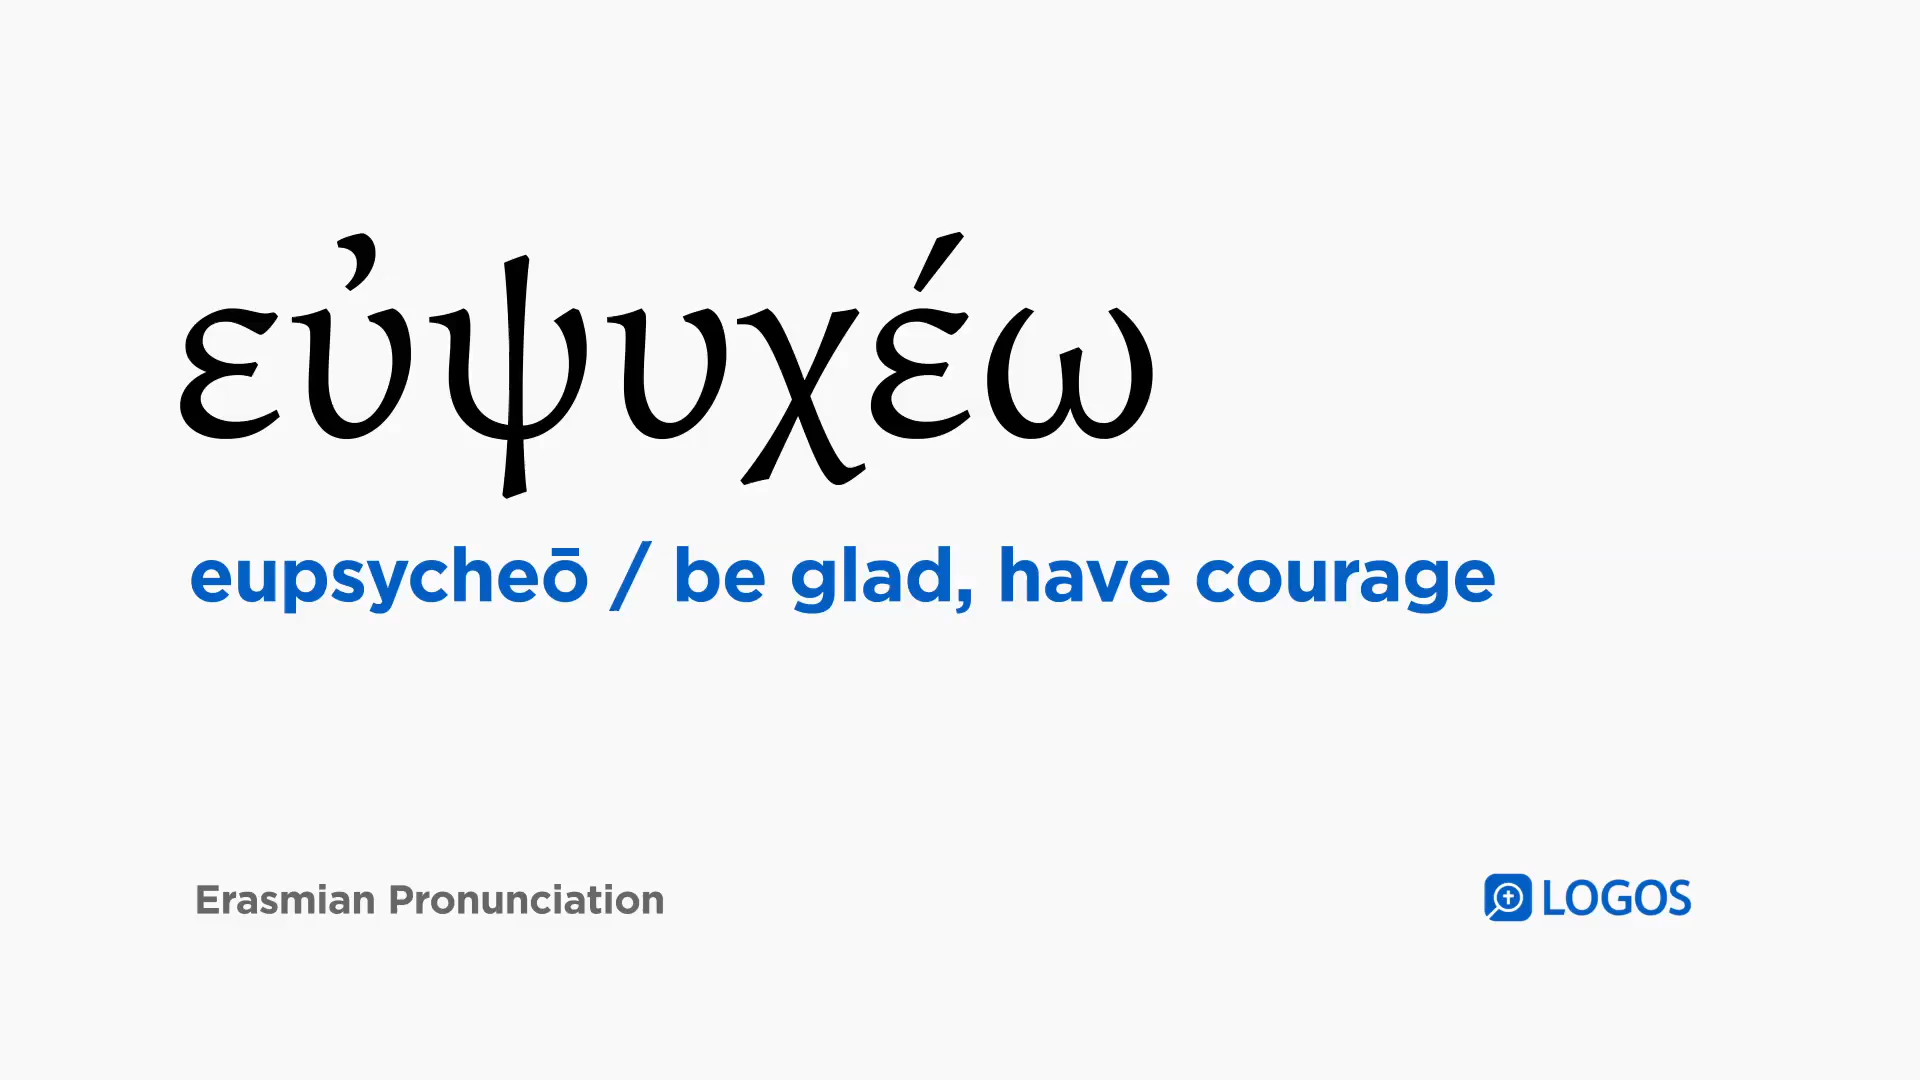 εὐψυχέω
eupsycheō / be glad, have courage
Erasmian Pronunciation
LOGOS